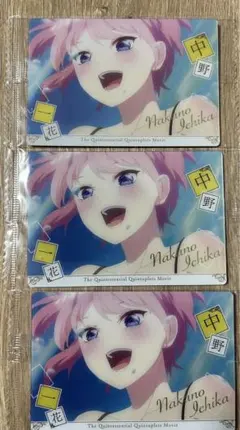 中野
一花
Nakano
Ichika
The Quintessential Quintuplets Movie
中野
一花
Nakano
Ichika
The Quintessential Quintuplets Movie
中野
一花
Nakano
Ichika
The Quintessential Quintuplets Movie